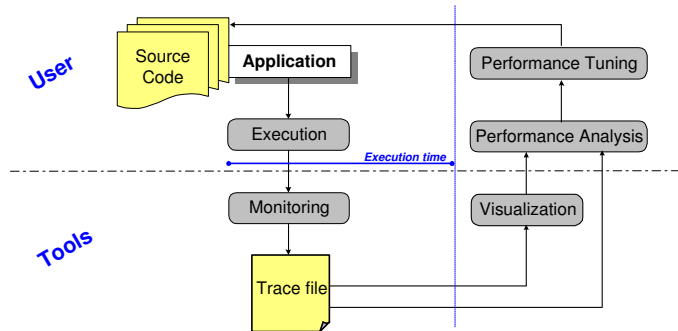 User
Source
Code
Application
Performance Tuning
Execution
Performance Analysis
Execution time
Monitoring
Visualization
Tools
Trace file